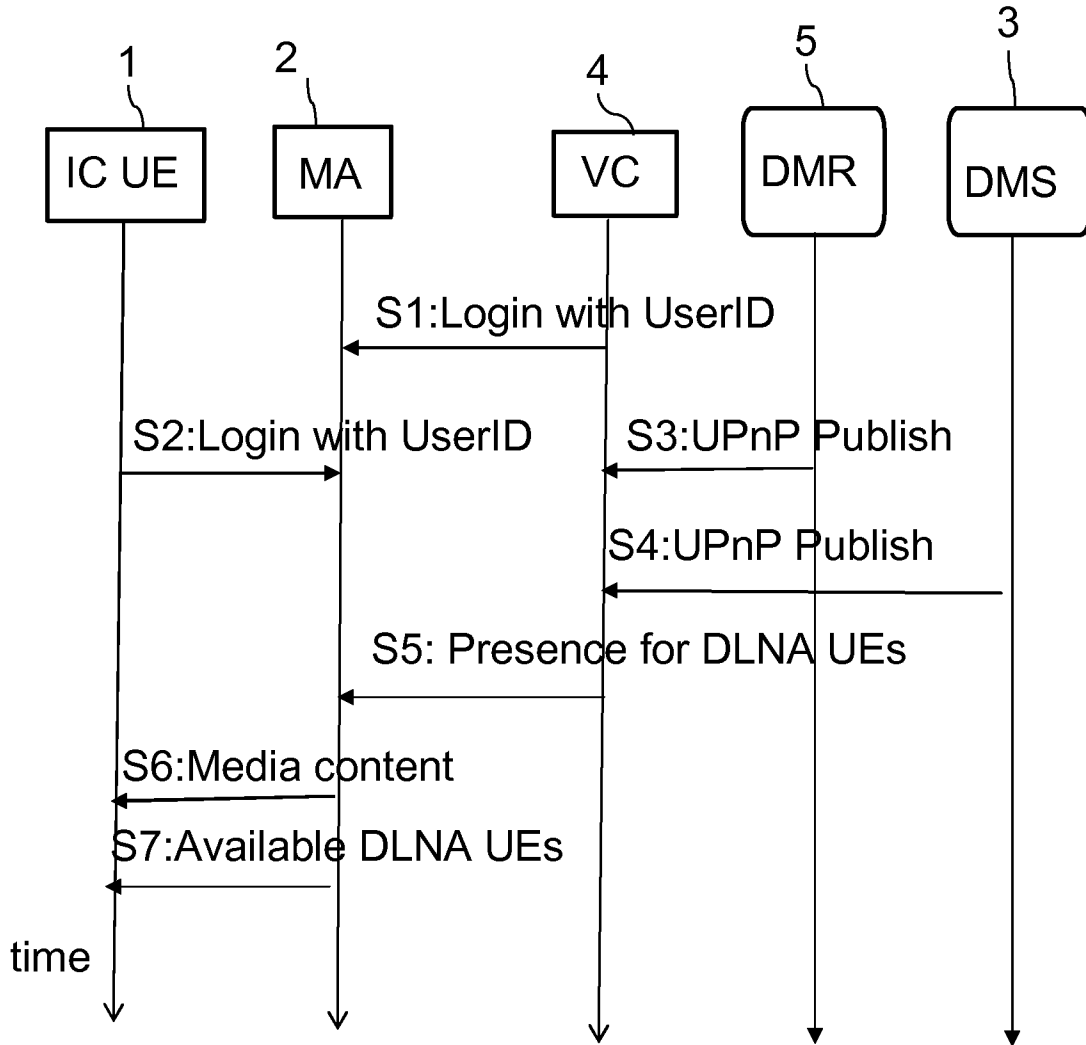 1
2
4
5
3
IC UE
MA
VC
DMR
DMS
S1:Login with UserID
S2:Login with UserID
S3:UPnP Publish
S4:UPnP Publish
S5: Presence for DLNA UEs
S6:Media content
S7:Available DLNA UEs
time